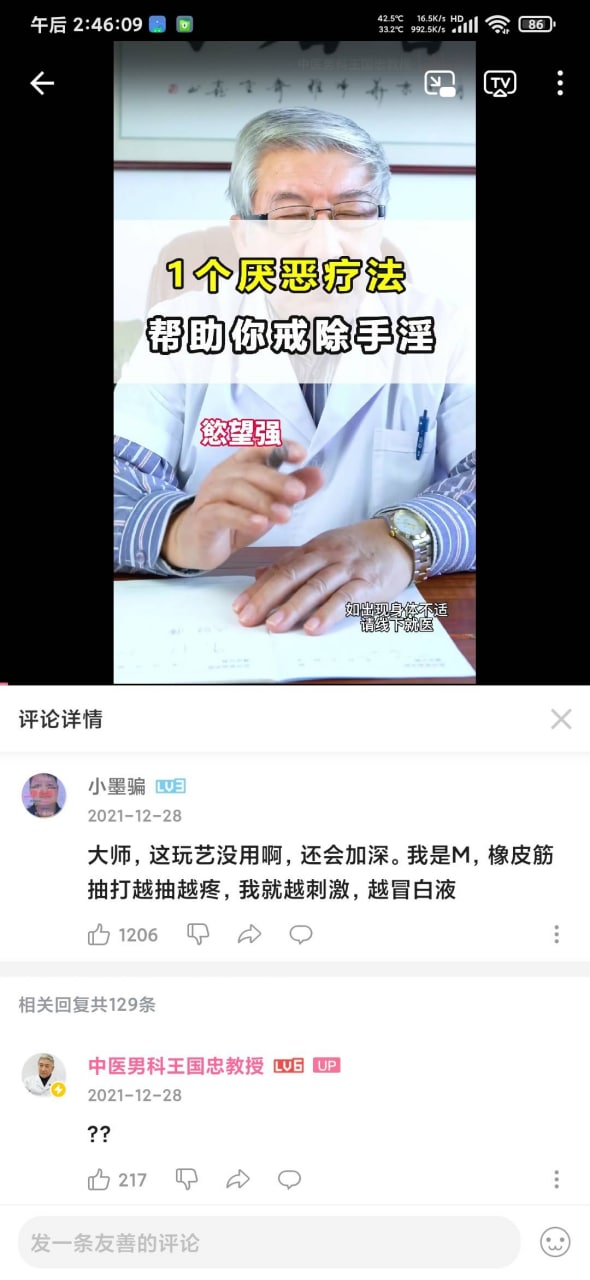 午后 2:46:09
42.5℃ 16.5K/s HD
33.2℃ 992.5K/s
86
中医男科王国忠教授
TV
1个厌恶疗法
帮助你戒除手淫
慾望强
如出现身体不适
请线下就医
评论详情
小墨骗 LV3
2021-12-28
大师，这玩艺没用啊，还会加深。我是M，橡皮筋
抽打越抽越疼，我就越刺激，越冒白液
1206
相关回复共129条
中医男科王国忠教授 LV6 UP
2021-12-28
??
217
发一条友善的评论